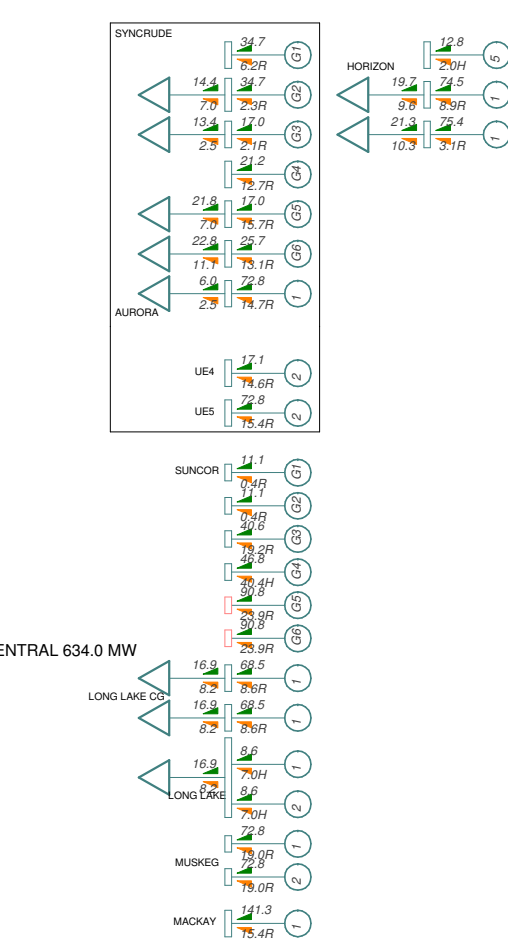 SYNCRUDE
34.7
6.2R
G1
14.4
7.0
34.7
2.3R
G2
13.4
2.5
17.0
2.1R
G3
21.2
12.7R
G4
21.8
7.0
17.0
15.7R
G5
22.8
11.1
25.7
13.1R
G6
6.0
2.5
72.8
14.7R
1
AURORA
UE4
17.1
14.6R
2
UE5
72.8
15.4R
2
HORIZON
12.8
2.0H
5
19.7
9.6
74.5
8.9R
1
21.3
10.3
75.4
3.1R
1
SUNCOR
11.1
0.4R
G1
11.1
0.4R
G2
40.6
19.2R
G3
46.8
40.4H
G4
90.8
23.9R
G5
90.8
23.9R
G6
ENTRAL 634.0 MW
LONG LAKE CG
16.9
8.2
68.5
8.6R
1
16.9
8.2
68.5
8.6R
1
LONG LAKE
16.9
8.2
8.6
7.0H
1
8.6
7.0H
2
MUSKEG
72.8
19.0R
1
72.8
19.0R
2
MACKAY
141.3
15.4R
1